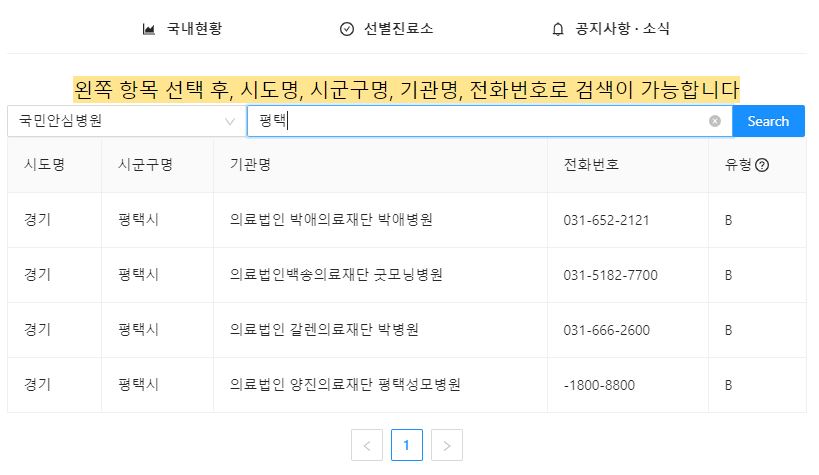 국내현황 선별진료소 공지사항 · 소식
왼쪽 항목 선택 후, 시도명, 시군구명, 기관명, 전화번호로 검색이 가능합니다
국민안심병원 평택 Search
시도명 시군구명 기관명 전화번호 유형
경기 평택시 의료법인 박애의료재단 박애병원 031-652-2121 B
경기 평택시 의료법인백송의료재단 굿모닝병원 031-5182-7700 B
경기 평택시 의료법인 갈렌의료재단 박병원 031-666-2600 B
경기 평택시 의료법인 양진의료재단 평택성모병원 -1800-8800 B
< 1 >